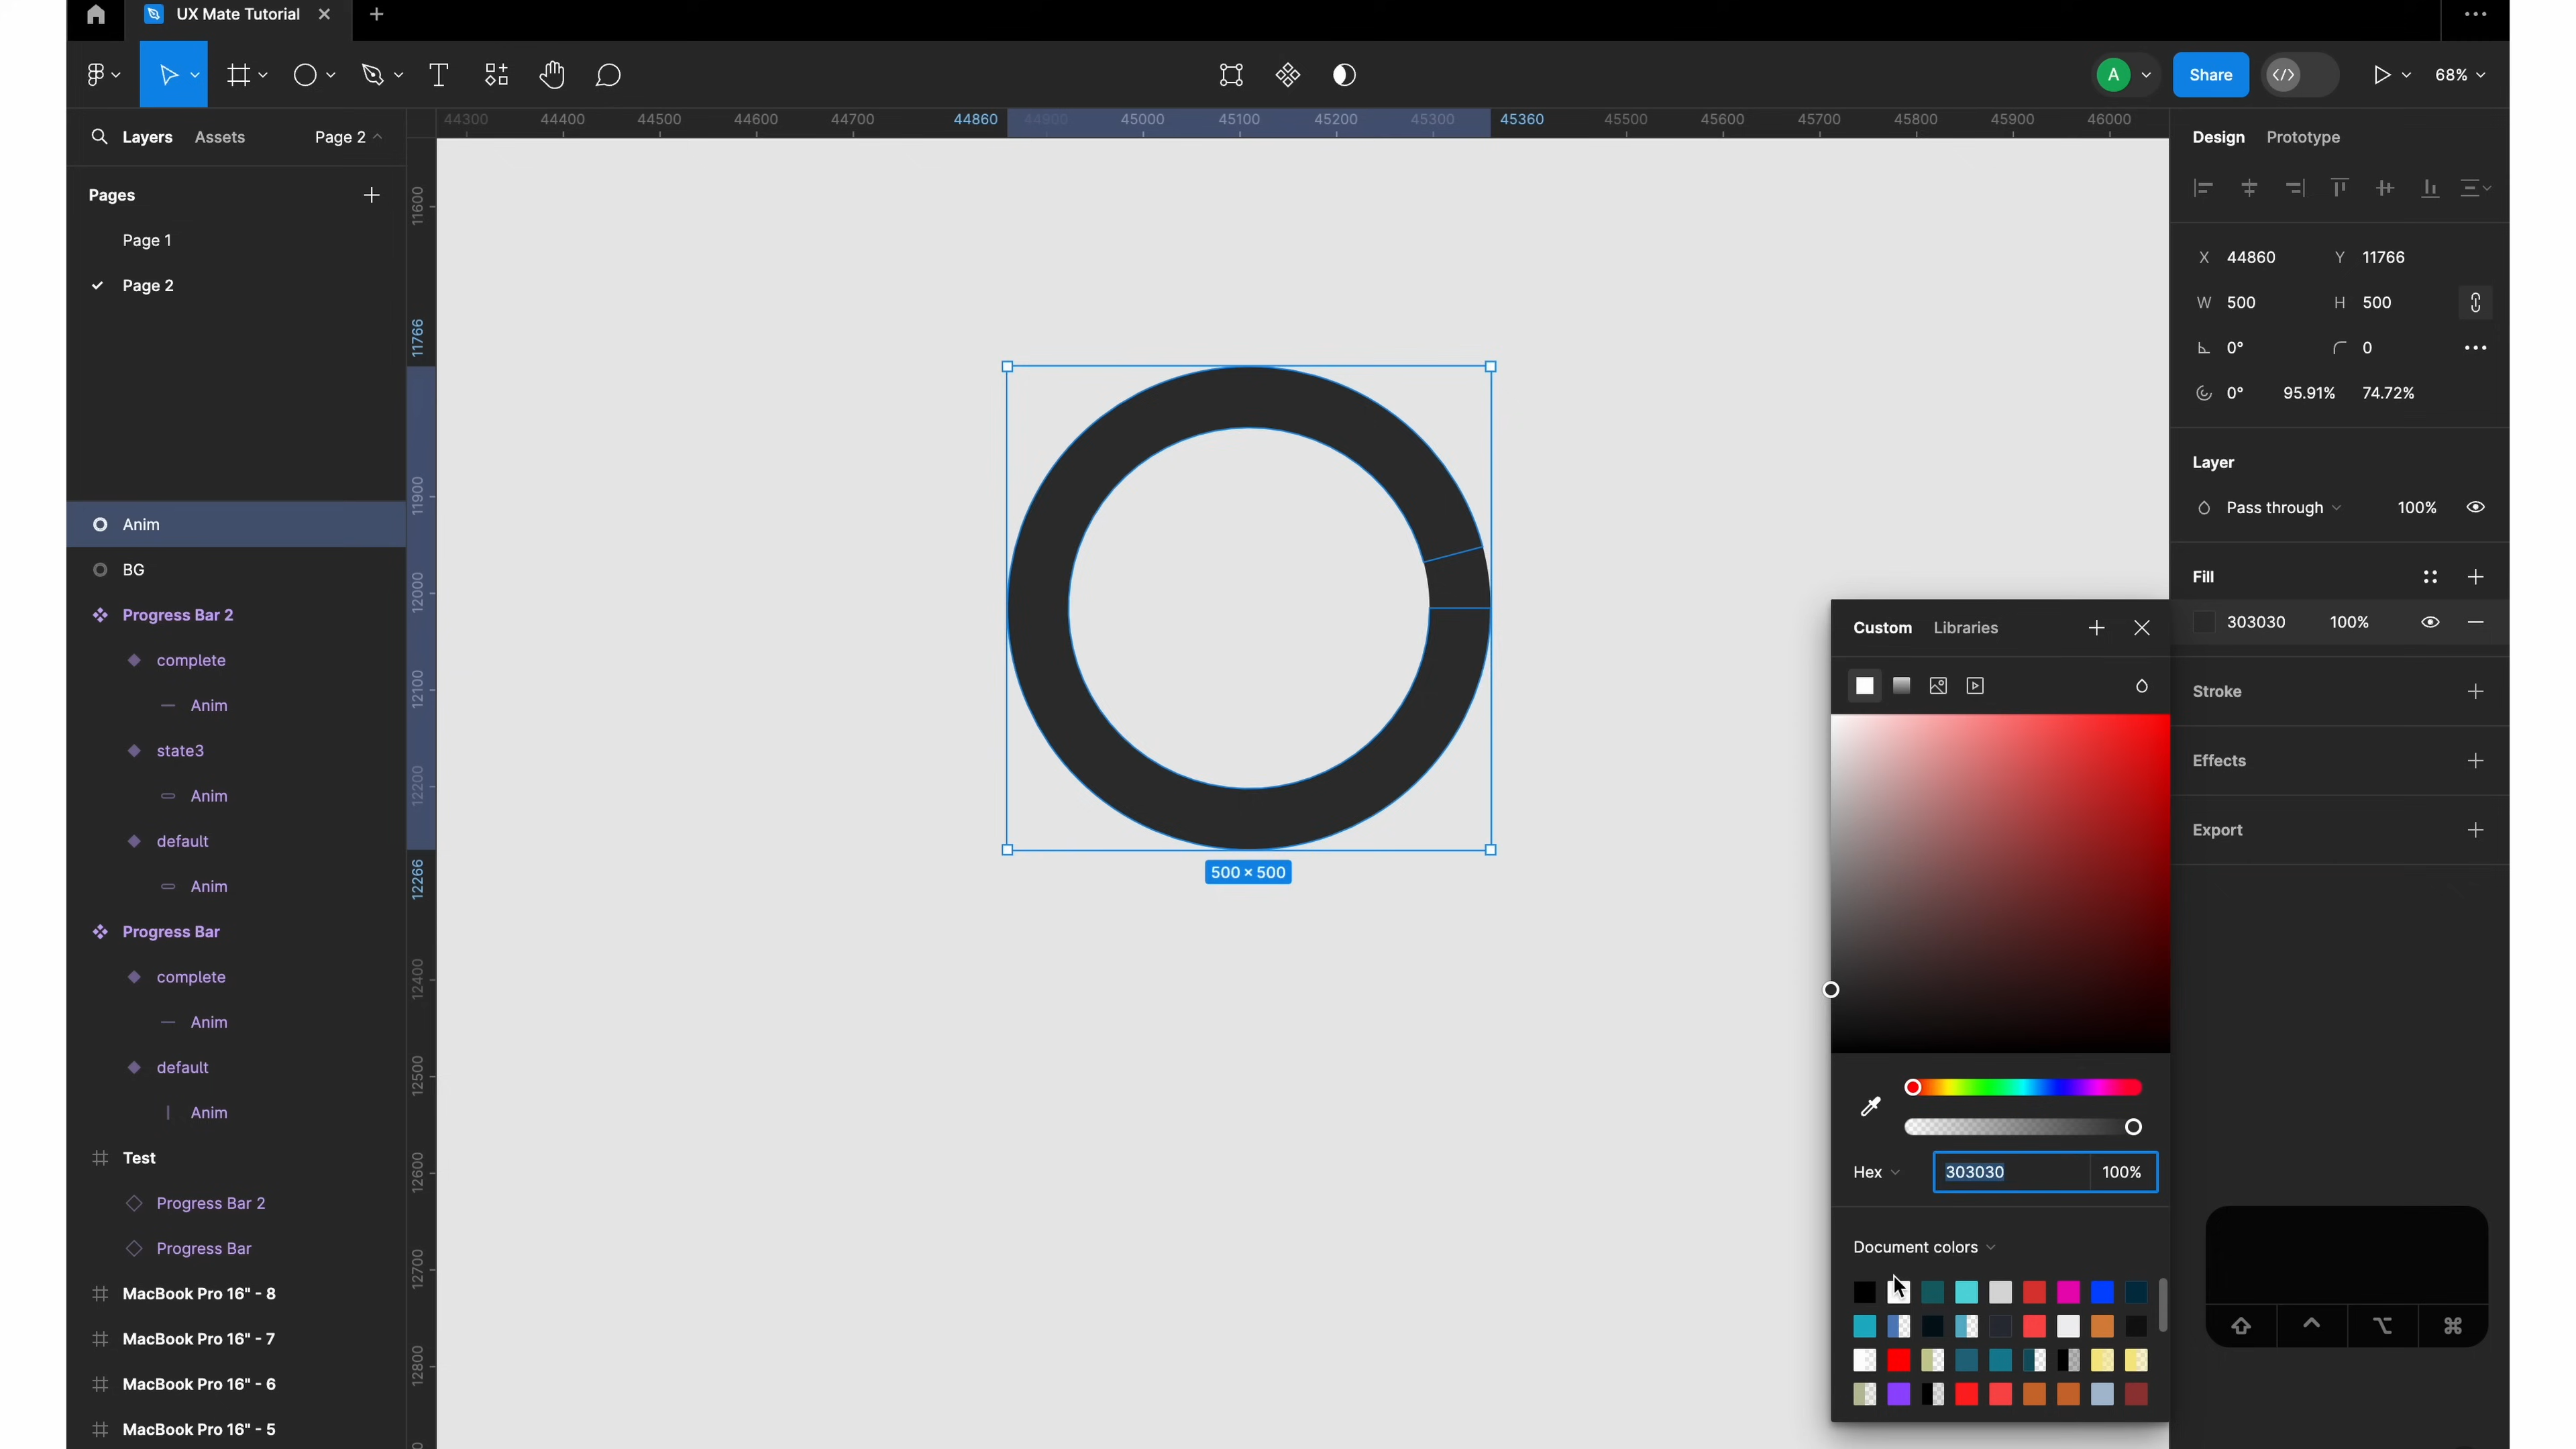 UX Mate Tutorial
A
Share
68%
Layers Assets Page 2
Pages
Page 1
Page 2
Anim
BG
Progress Bar 2
complete
Anim
state3
Anim
default
Anim
Progress Bar
complete
Anim
default
Anim
Test
Progress Bar 2
Progress Bar
MacBook Pro 16" - 8
MacBook Pro 16" - 7
MacBook Pro 16" - 6
MacBook Pro 16" - 5
44300 44400 44500 44600 44700 44860 44900 45000 45100 45200 45300 45360 45500 45600 45700 45800 45900 46000
11600
11766
11900
12000
12100
12200
12266
12400
12500
12600
12700
12800
500 × 500
Design Prototype
X 44860 Y 11766
W 500 H 500
0° 0
0° 95.91% 74.72%
Layer
Pass through 100%
Fill
303030 100%
Stroke
Effects
Export
Custom Libraries
Hex 303030 100%
Document colors